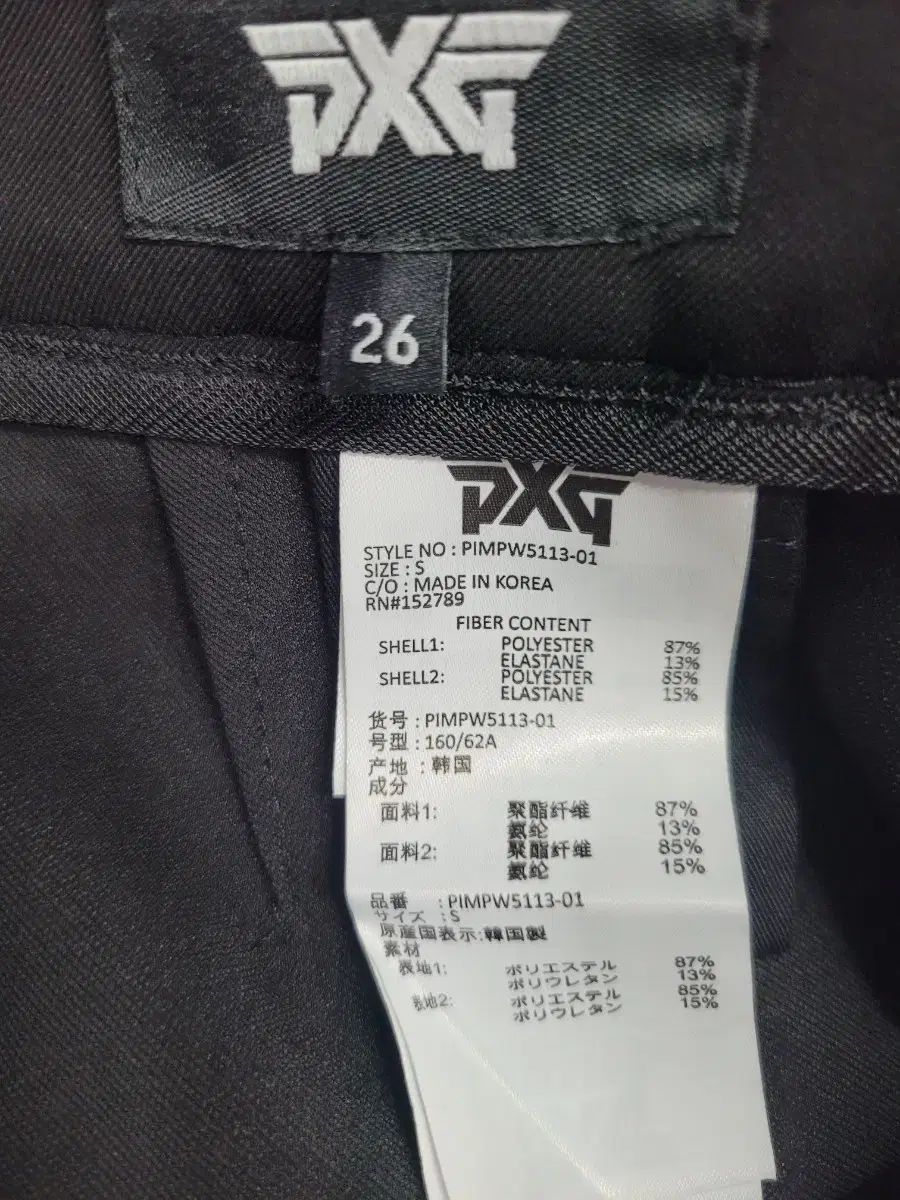 PXG
26
PXG
STYLE NO : PIMPW5113-01
SIZE : S
C/O : MADE IN KOREA
RN#152789
FIBER CONTENT
SHELL1: POLYESTER 87%
ELASTANE 13%
SHELL2: POLYESTER 85%
ELASTANE 15%
货号 : PIMPW5113-01
号型 : 160/62A
产地 : 韩国
成分
面料1: 聚酯纤维 87%
氨纶 13%
面料2: 聚酯纤维 85%
氨纶 15%
品番 : PIMPW5113-01
サイズ : S
原産国表示:韓国製
素材
表地1: ポリエステル 87%
ポリウレタン 13%
表地2: ポリエステル 85%
ポリウレタン 15%